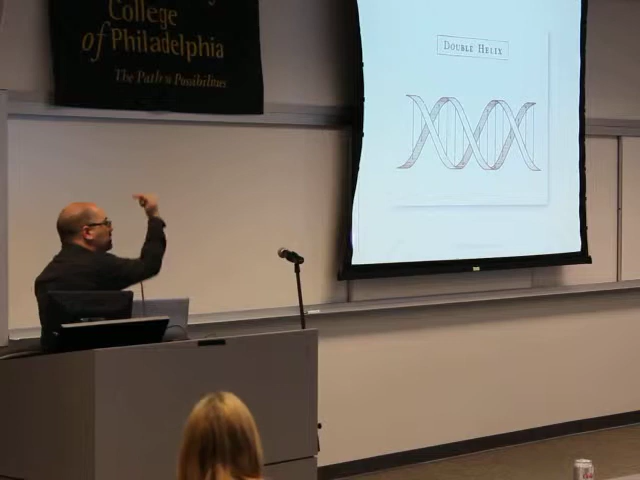 College
of Philadelphia
The Path to Possibilities
DOUBLE HELIX